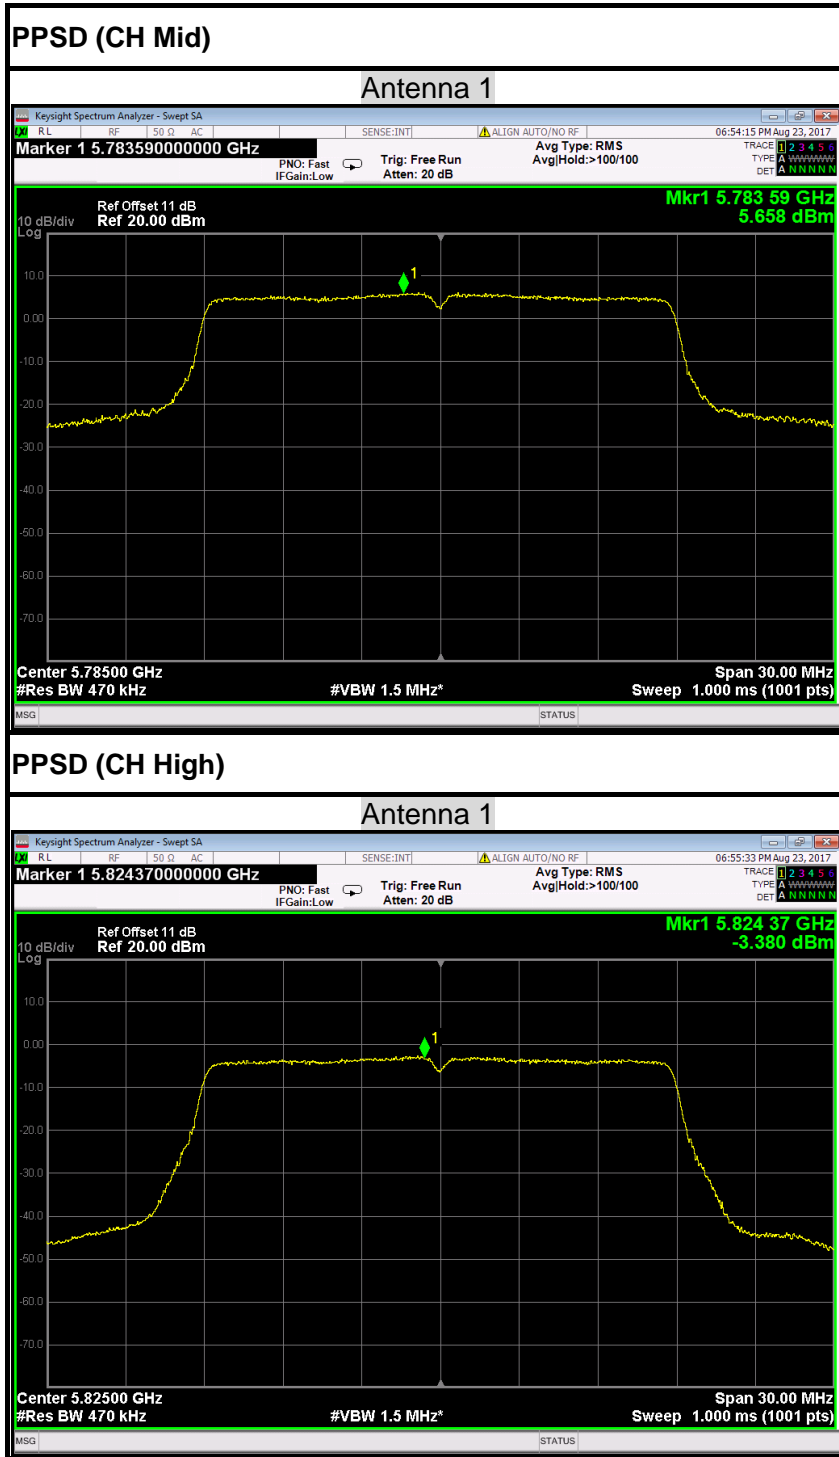 PPSD (CH Mid)
Antenna 1
Keysight Spectrum Analyzer - Swept SA
LXI RL RF 50 Ω AC SENSE:INT ALIGN AUTO/NO RF 06:54:15 PM Aug 23, 2017
Marker 1 5.783590000000 GHz
PNO: Fast
IFGain:Low
Trig: Free Run
Atten: 20 dB
Avg Type: RMS
Avg|Hold:>100/100
TRACE 1 2 3 4 5 6
TYPE A WWWWW
DET A N N N N N
Mkr1 5.783 59 GHz
5.658 dBm
Ref Offset 11 dB
10 dB/div Ref 20.00 dBm
Log
1
10.0
0.00
-10.0
-20.0
-30.0
-40.0
-50.0
-60.0
-70.0
Center 5.78500 GHz Span 30.00 MHz
#Res BW 470 kHz #VBW 1.5 MHz* Sweep 1.000 ms (1001 pts)
MSG STATUS
PPSD (CH High)
Antenna 1
Keysight Spectrum Analyzer - Swept SA
LXI RL RF 50 Ω AC SENSE:INT ALIGN AUTO/NO RF 06:55:33 PM Aug 23, 2017
Marker 1 5.824370000000 GHz
PNO: Fast
IFGain:Low
Trig: Free Run
Atten: 20 dB
Avg Type: RMS
Avg|Hold:>100/100
TRACE 1 2 3 4 5 6
TYPE A WWWWW
DET A N N N N N
Mkr1 5.824 37 GHz
-3.380 dBm
Ref Offset 11 dB
10 dB/div Ref 20.00 dBm
Log
10.0
0.00
1
-10.0
-20.0
-30.0
-40.0
-50.0
-60.0
-70.0
Center 5.82500 GHz Span 30.00 MHz
#Res BW 470 kHz #VBW 1.5 MHz* Sweep 1.000 ms (1001 pts)
MSG STATUS